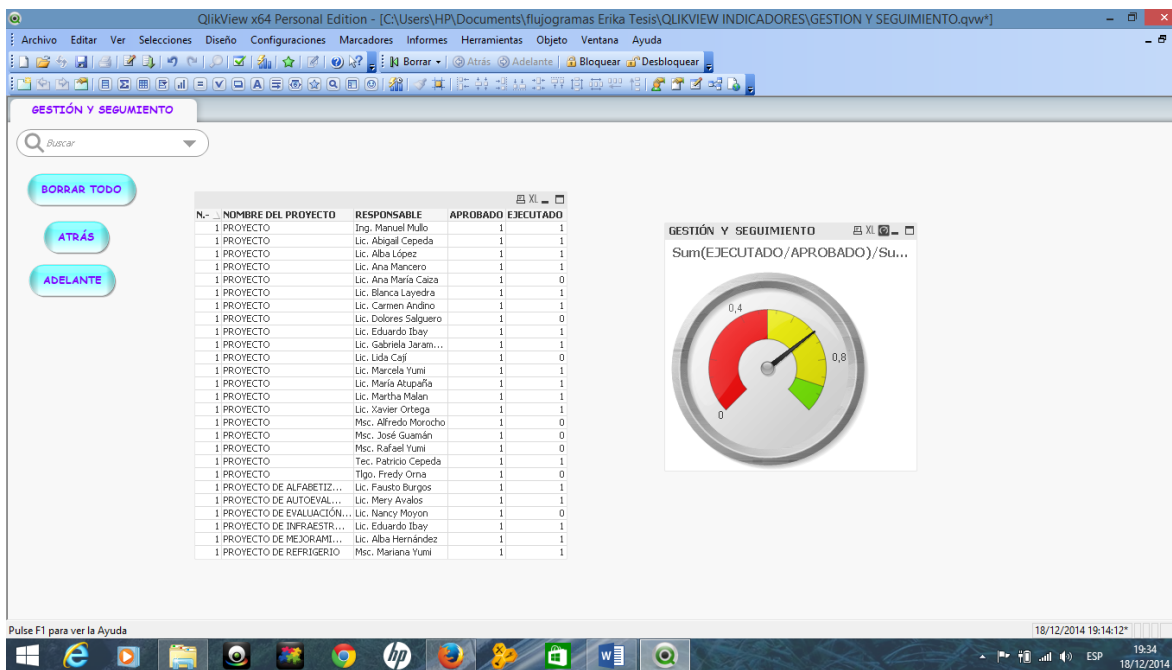 QlikView x64 Personal Edition - [C:\Users\HP\Documents\flujogramas Erika Tesis\QLIKVIEW INDICADORES\GESTION Y SEGUIMIENTO.qvw*]
Archivo Editar Ver Selecciones Diseño Configuraciones Marcadores Informes Herramientas Objeto Ventana Ayuda
Borrar Atrás Adelante Bloquear Desbloquear
GESTIÓN Y SEGUMIENTO
Buscar
BORRAR TODO
ATRÁS
ADELANTE
XL
N.- NOMBRE DEL PROYECTO RESPONSABLE APROBADO EJECUTADO
1 PROYECTO Ing. Manuel Mullo 1 1
1 PROYECTO Lic. Abigail Cepeda 1 1
1 PROYECTO Lic. Alba López 1 1
1 PROYECTO Lic. Ana Mancero 1 1
1 PROYECTO Lic. Ana María Caiza 1 0
1 PROYECTO Lic. Blanca Layedra 1 1
1 PROYECTO Lic. Carmen Andino 1 1
1 PROYECTO Lic. Dolores Salguero 1 0
1 PROYECTO Lic. Eduardo Ibay 1 1
1 PROYECTO Lic. Gabriela Jaram... 1 1
1 PROYECTO Lic. Lida Cají 1 0
1 PROYECTO Lic. Marcela Yumi 1 1
1 PROYECTO Lic. María Atupaña 1 1
1 PROYECTO Lic. Martha Malan 1 1
1 PROYECTO Lic. Xavier Ortega 1 1
1 PROYECTO Msc. Alfredo Morocho 1 0
1 PROYECTO Msc. José Guamán 1 0
1 PROYECTO Msc. Rafael Yumi 1 0
1 PROYECTO Tec. Patricio Cepeda 1 1
1 PROYECTO Tlgo. Fredy Orna 1 0
1 PROYECTO DE ALFABETIZ... Lic. Fausto Burgos 1 1
1 PROYECTO DE AUTOEVAL... Lic. Mery Avalos 1 1
1 PROYECTO DE EVALUACIÓN... Lic. Nancy Moyon 1 0
1 PROYECTO DE INFRAESTR... Lic. Eduardo Ibay 1 1
1 PROYECTO DE MEJORAMI... Lic. Alba Hernández 1 1
1 PROYECTO DE REFRIGERIO Msc. Mariana Yumi 1 1
GESTIÓN Y SEGUIMIENTO XL
Sum(EJECUTADO/APROBADO)/Su...
0,4
0,8
0
Pulse F1 para ver la Ayuda
18/12/2014 19:14:12*
hp
ESP
19:34
18/12/2014